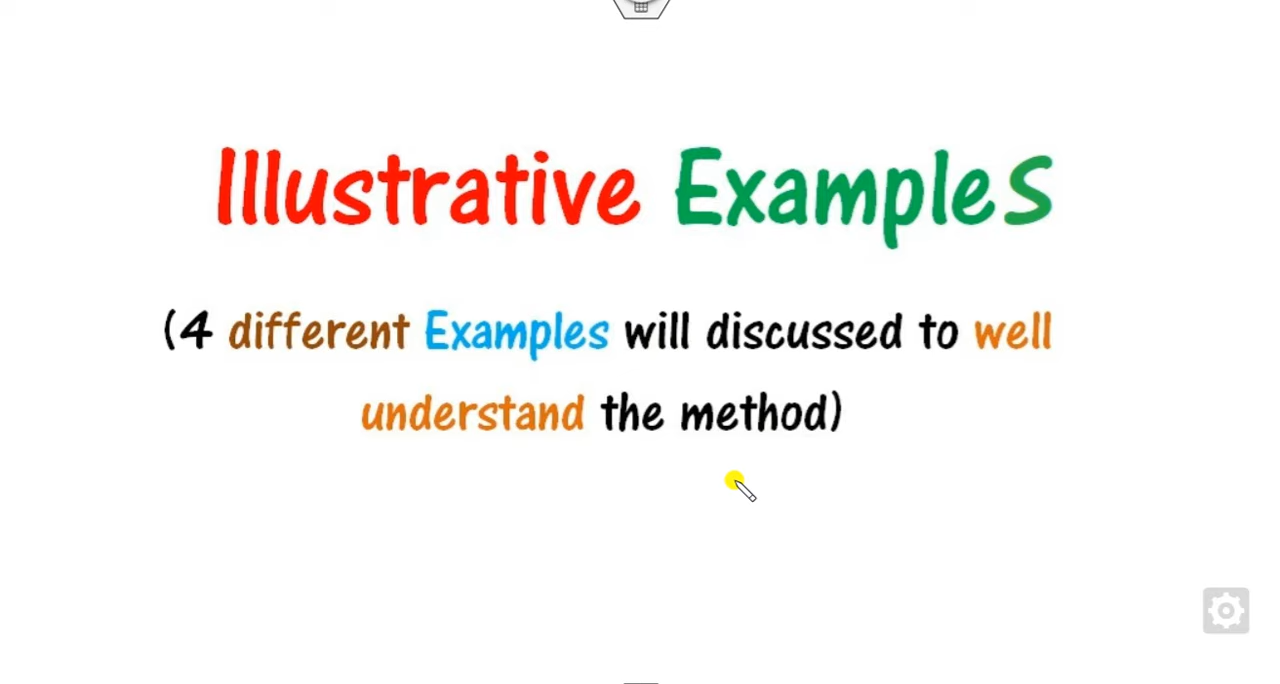 Illustrative Examples
(4 different Examples will discussed to well
understand the method)